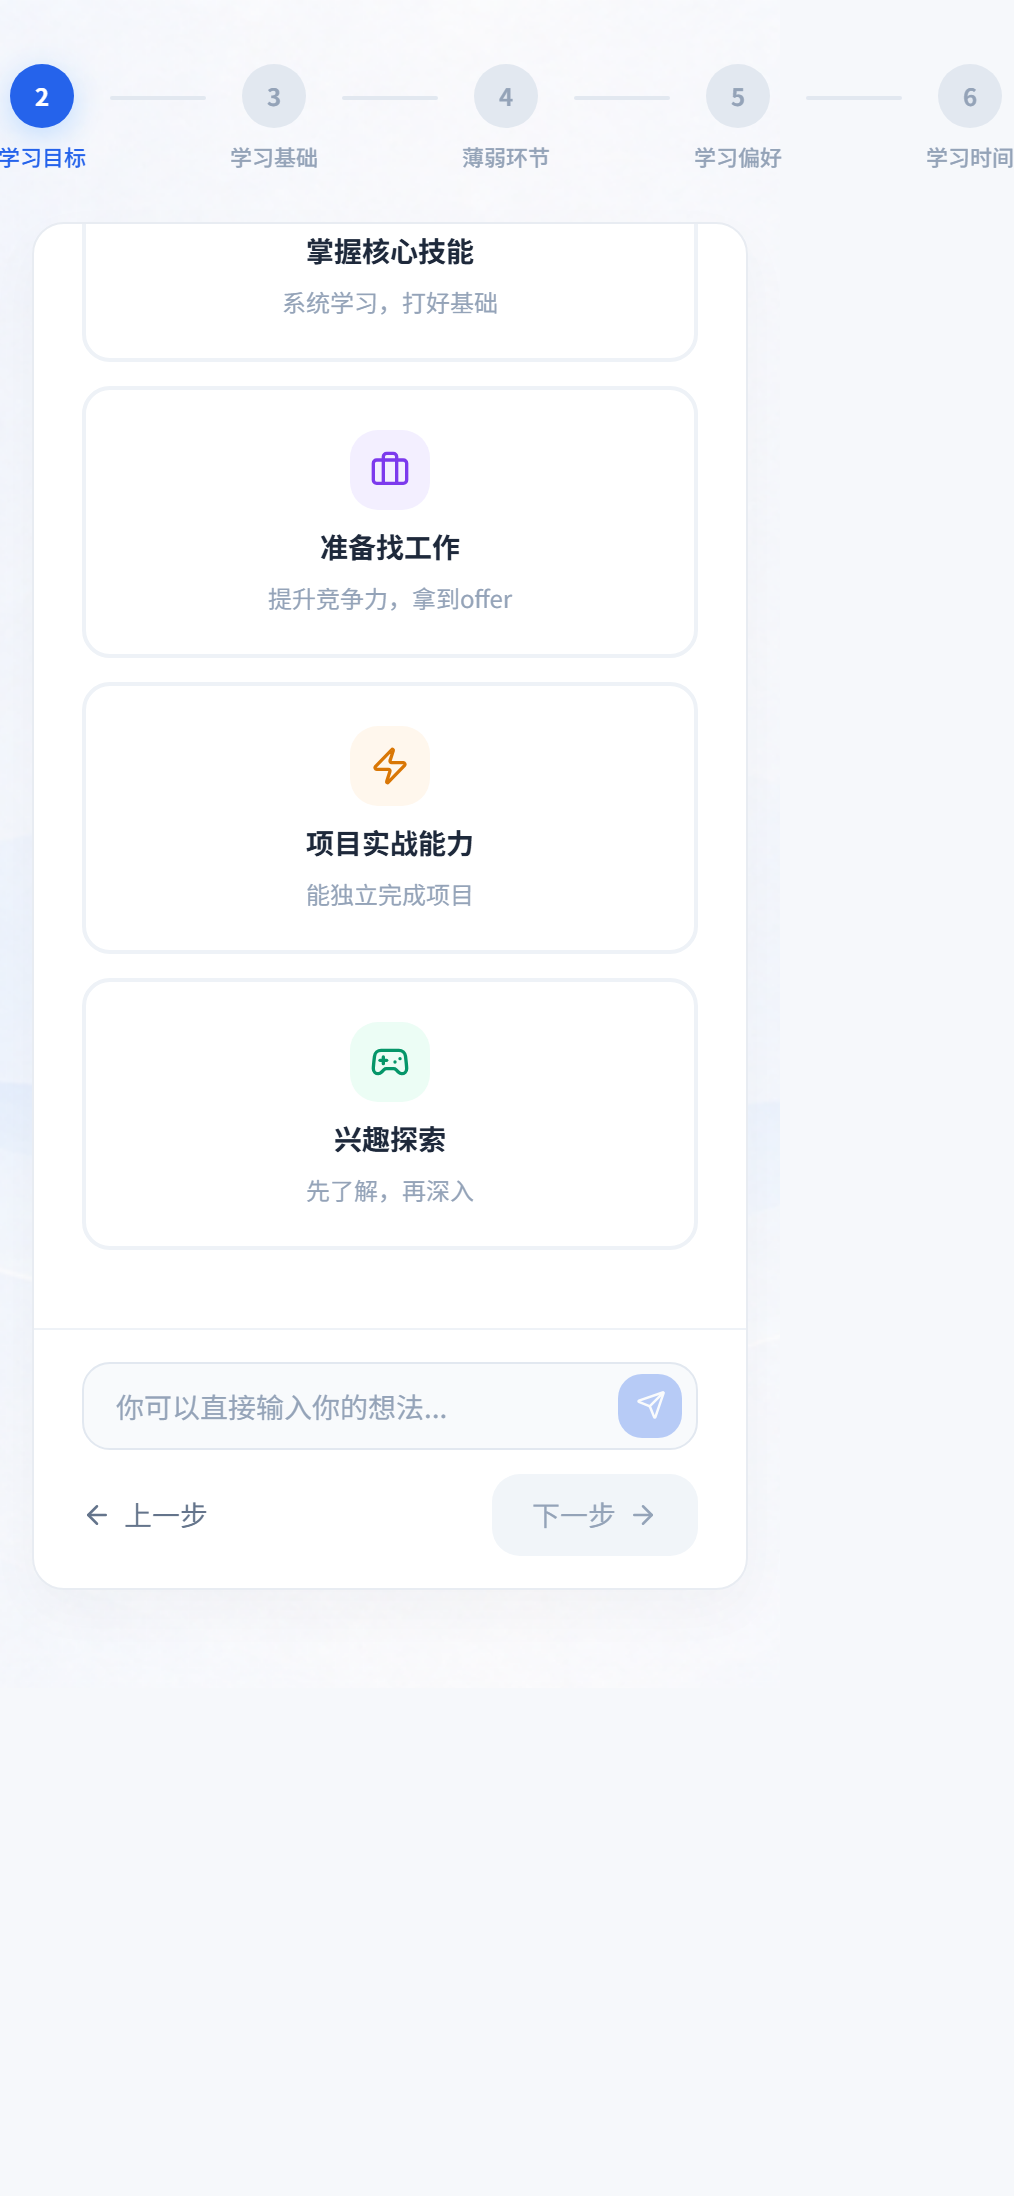 2
3
4
5
6
学习目标
学习基础
薄弱环节
学习偏好
学习时间
掌握核心技能
系统学习，打好基础
准备找工作
提升竞争力，拿到offer
项目实战能力
能独立完成项目
兴趣探索
先了解，再深入
你可以直接输入你的想法...
上一步
下一步